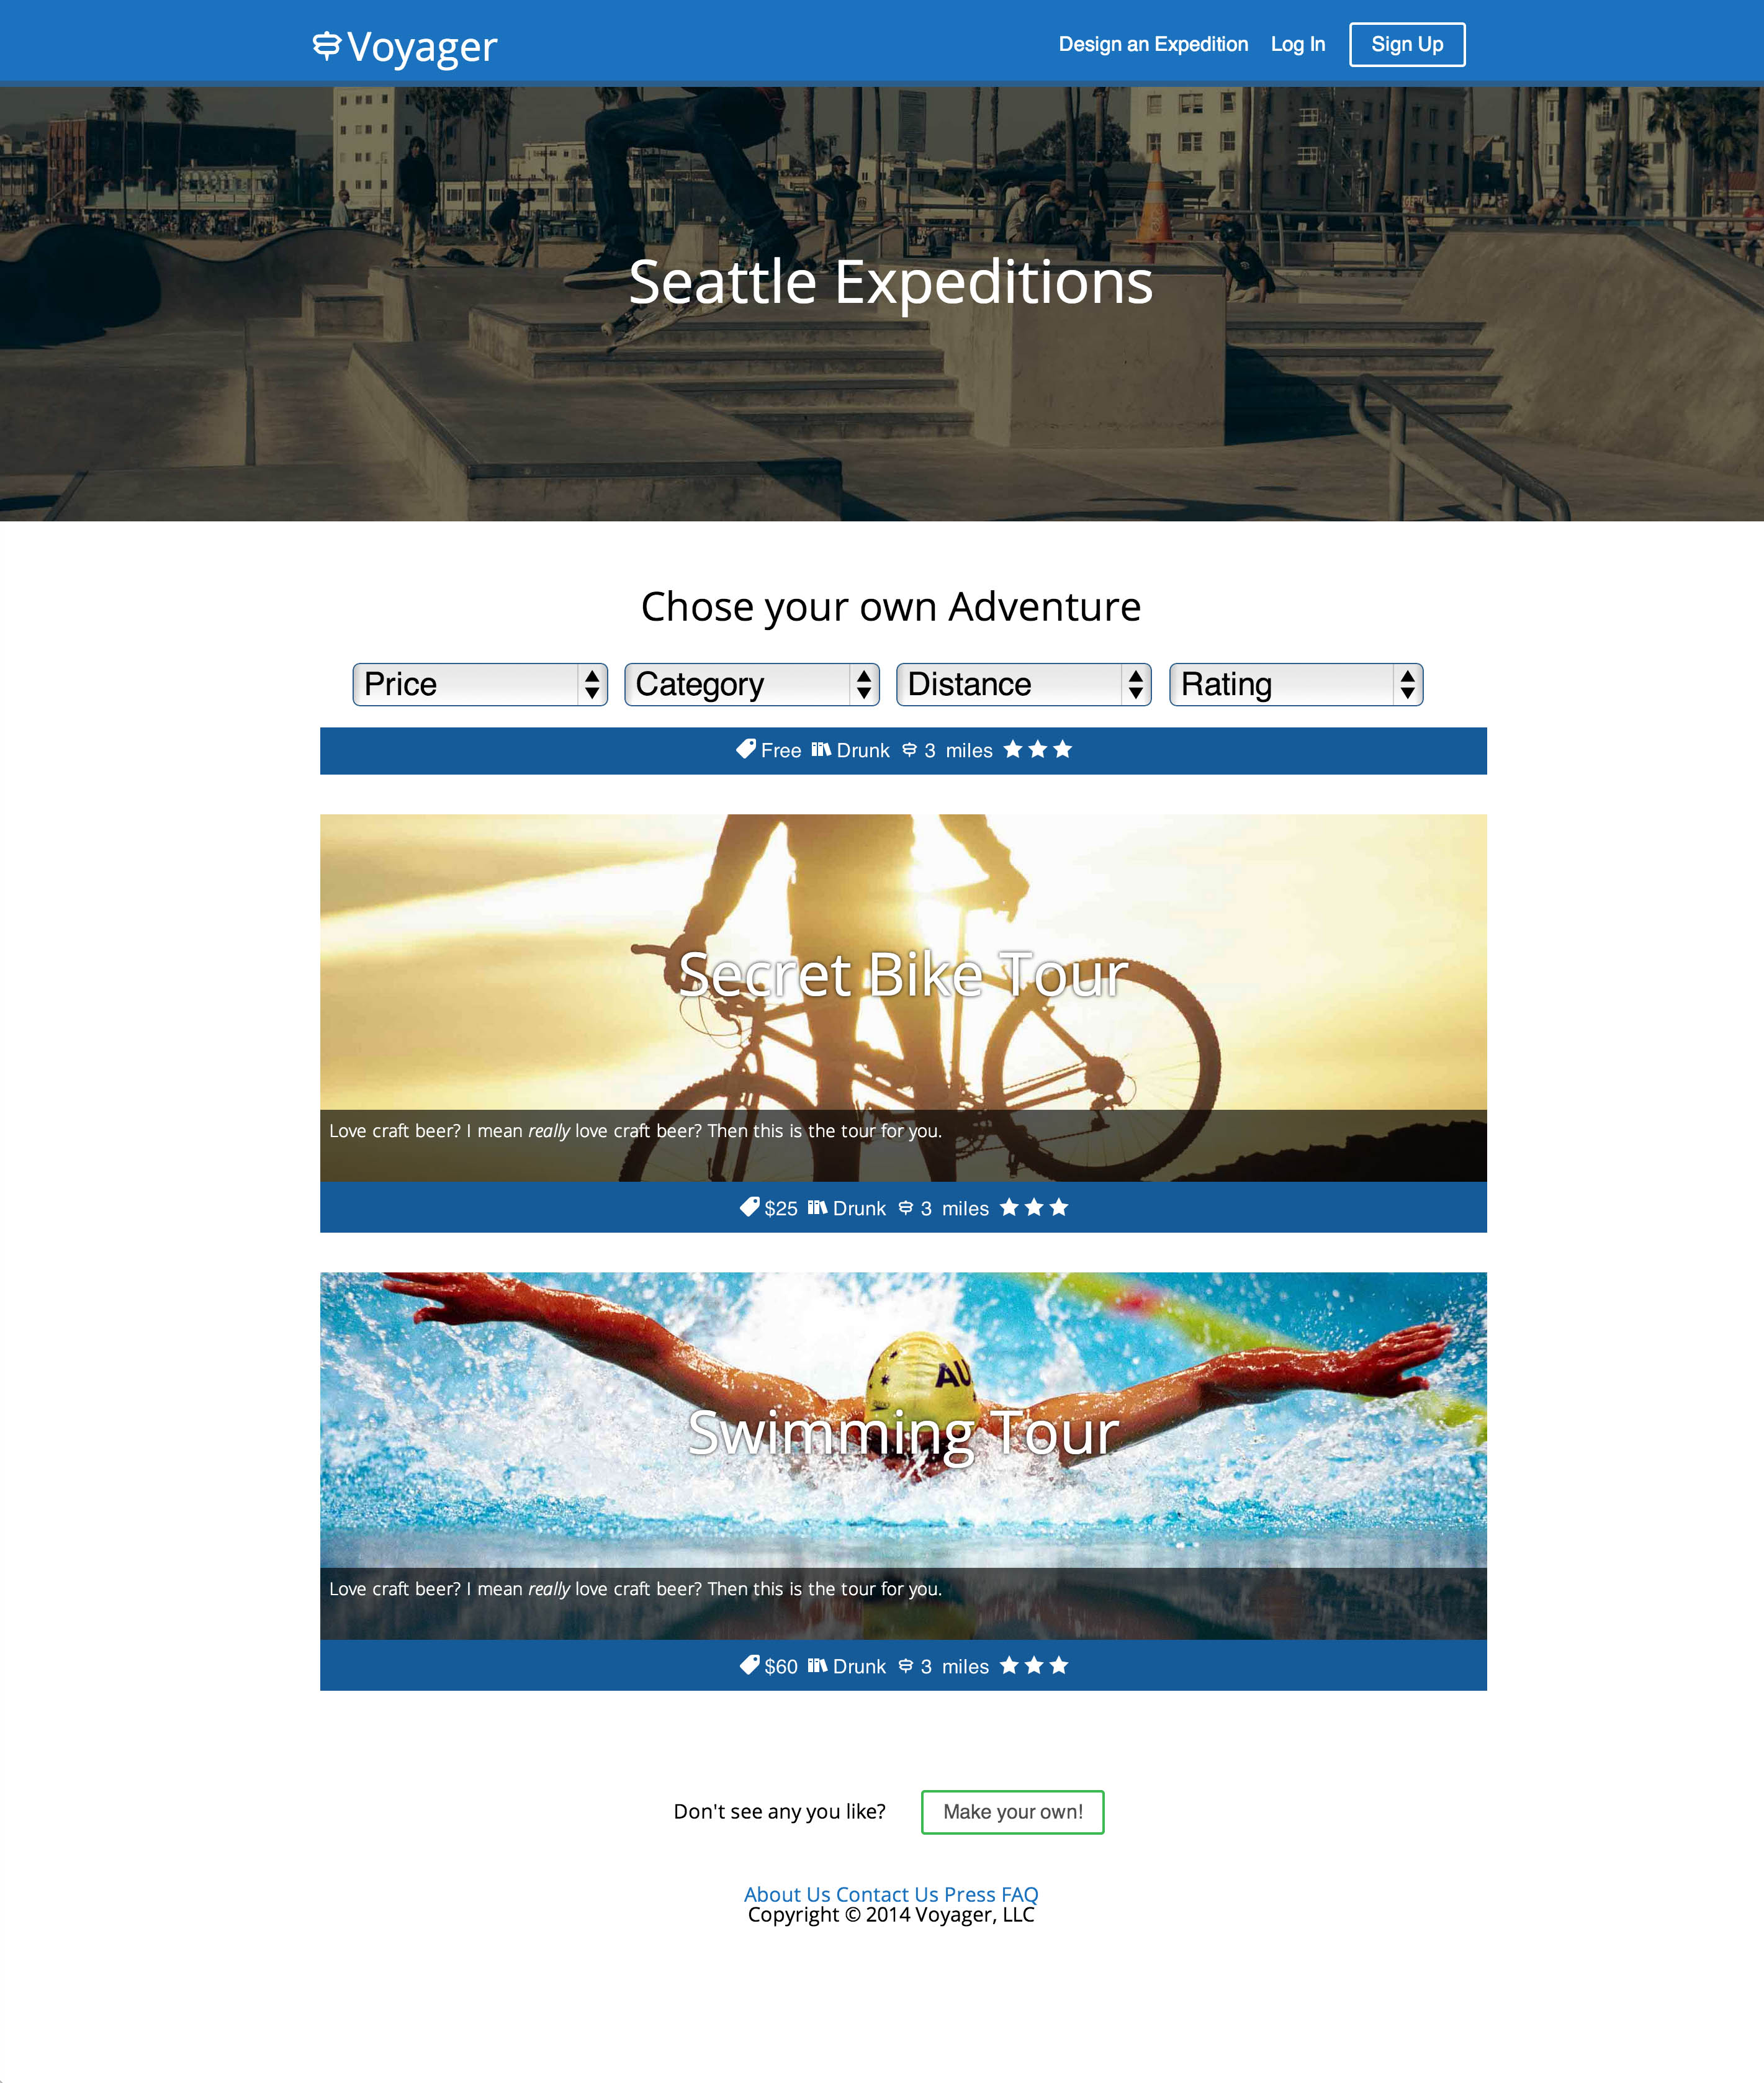 Voyager
Design an Expedition Log In Sign Up
Seattle Expeditions
Chose your own Adventure
Price Category Distance Rating
Free Drunk 3 miles
Secret Bike Tour
Love craft beer? I mean really love craft beer? Then this is the tour for you.
$25 Drunk 3 miles
AU
Swimming Tour
Love craft beer? I mean really love craft beer? Then this is the tour for you.
$60 Drunk 3 miles
Don't see any you like? Make your own!
About Us Contact Us Press FAQ
Copyright © 2014 Voyager, LLC